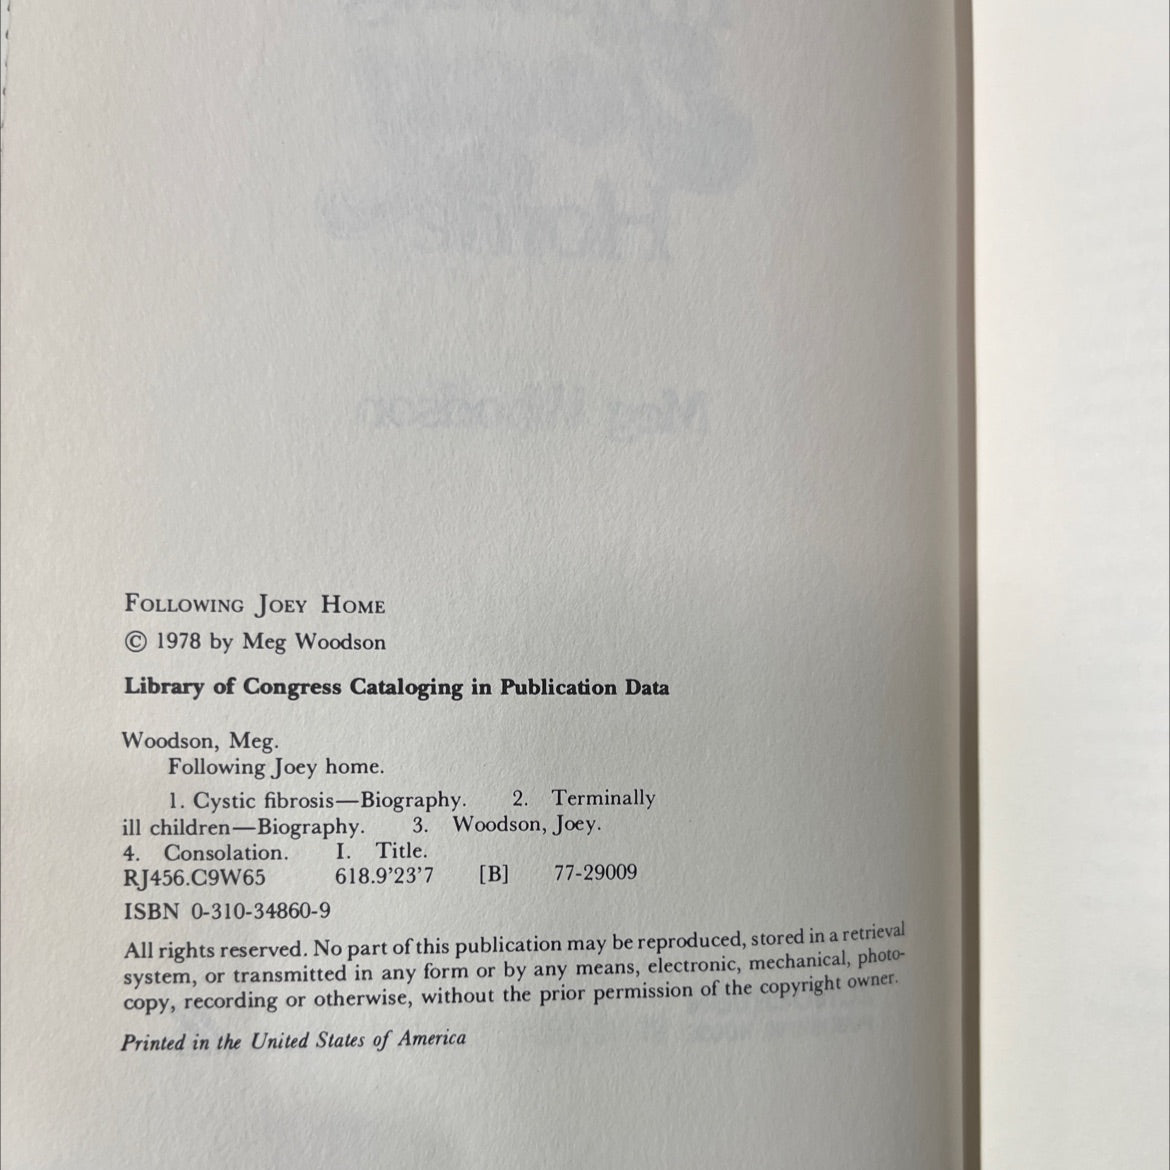 Home
Meg Woodson
FOLLOWING JOEY HOME
© 1978 by Meg Woodson
Library of Congress Cataloging in Publication Data
Woodson, Meg.
Following Joey home.
1. Cystic fibrosis—Biography. 2. Terminally
ill children—Biography. 3. Woodson, Joey.
4. Consolation. I. Title.
RJ456.C9W65 618.9'23'7 [B] 77-29009
ISBN 0-310-34860-9
All rights reserved. No part of this publication may be reproduced, stored in a retrieval
system, or transmitted in any form or by any means, electronic, mechanical, photo-
copy, recording or otherwise, without the prior permission of the copyright owner.
Printed in the United States of America